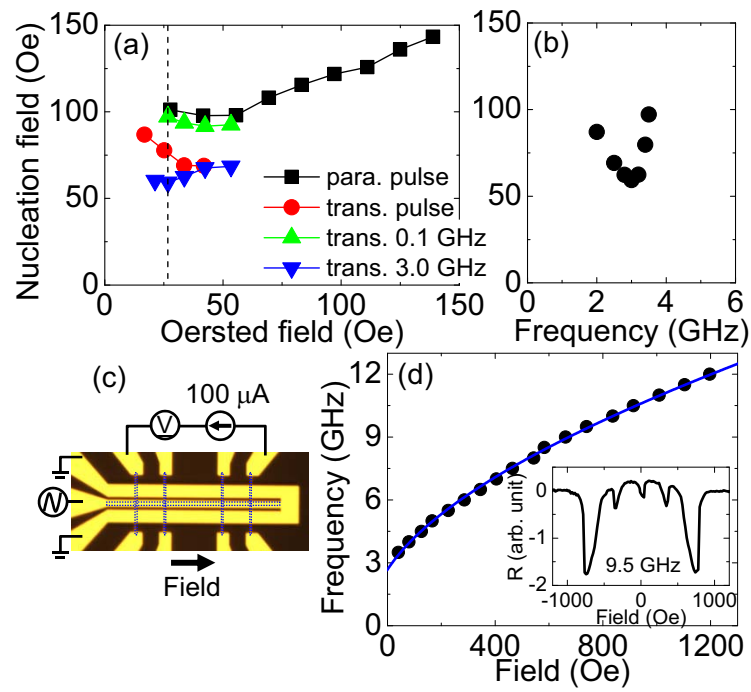 (a)
Nucleation field (Oe)
150
100
50
0
para. pulse
trans. pulse
trans. 0.1 GHz
trans. 3.0 GHz
0 50 100 150
Oersted field (Oe)
(b)
150
100
50
0
0 2 4 6
Frequency (GHz)
(c)
100 μA
V
Field
(d)
Frequency (GHz)
12
9
6
3
0
0 400 800 1200
Field (Oe)
R (arb. unit)
0
-1
-2
9.5 GHz
-1000 0 1000
Field (Oe)